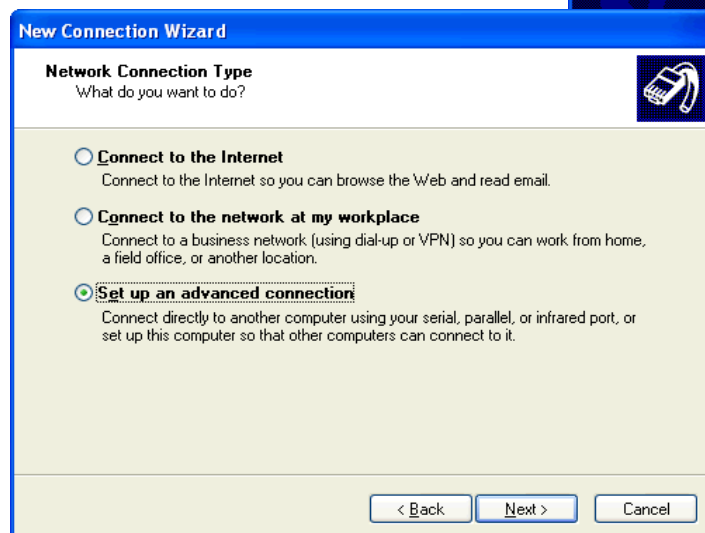 New Connection Wizard
Network Connection Type
What do you want to do?
Connect to the Internet
Connect to the Internet so you can browse the Web and read email.
Connect to the network at my workplace
Connect to a business network (using dial-up or VPN) so you can work from home,
a field office, or another location.
Set up an advanced connection
Connect directly to another computer using your serial, parallel, or infrared port, or
set up this computer so that other computers can connect to it.
< Back Next > Cancel